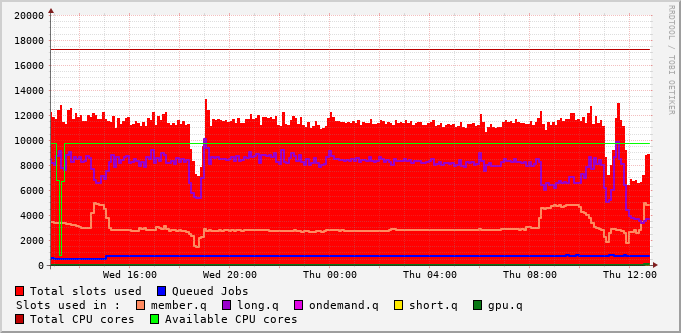 RRDTOOL / TOBI OETIKER
20000
18000
16000
14000
12000
10000
8000
6000
4000
2000
0
Wed 16:00 Wed 20:00 Thu 00:00 Thu 04:00 Thu 08:00 Thu 12:00
Total slots used Queued Jobs
Slots used in : member.q long.q ondemand.q short.q gpu.q
Total CPU cores Available CPU cores